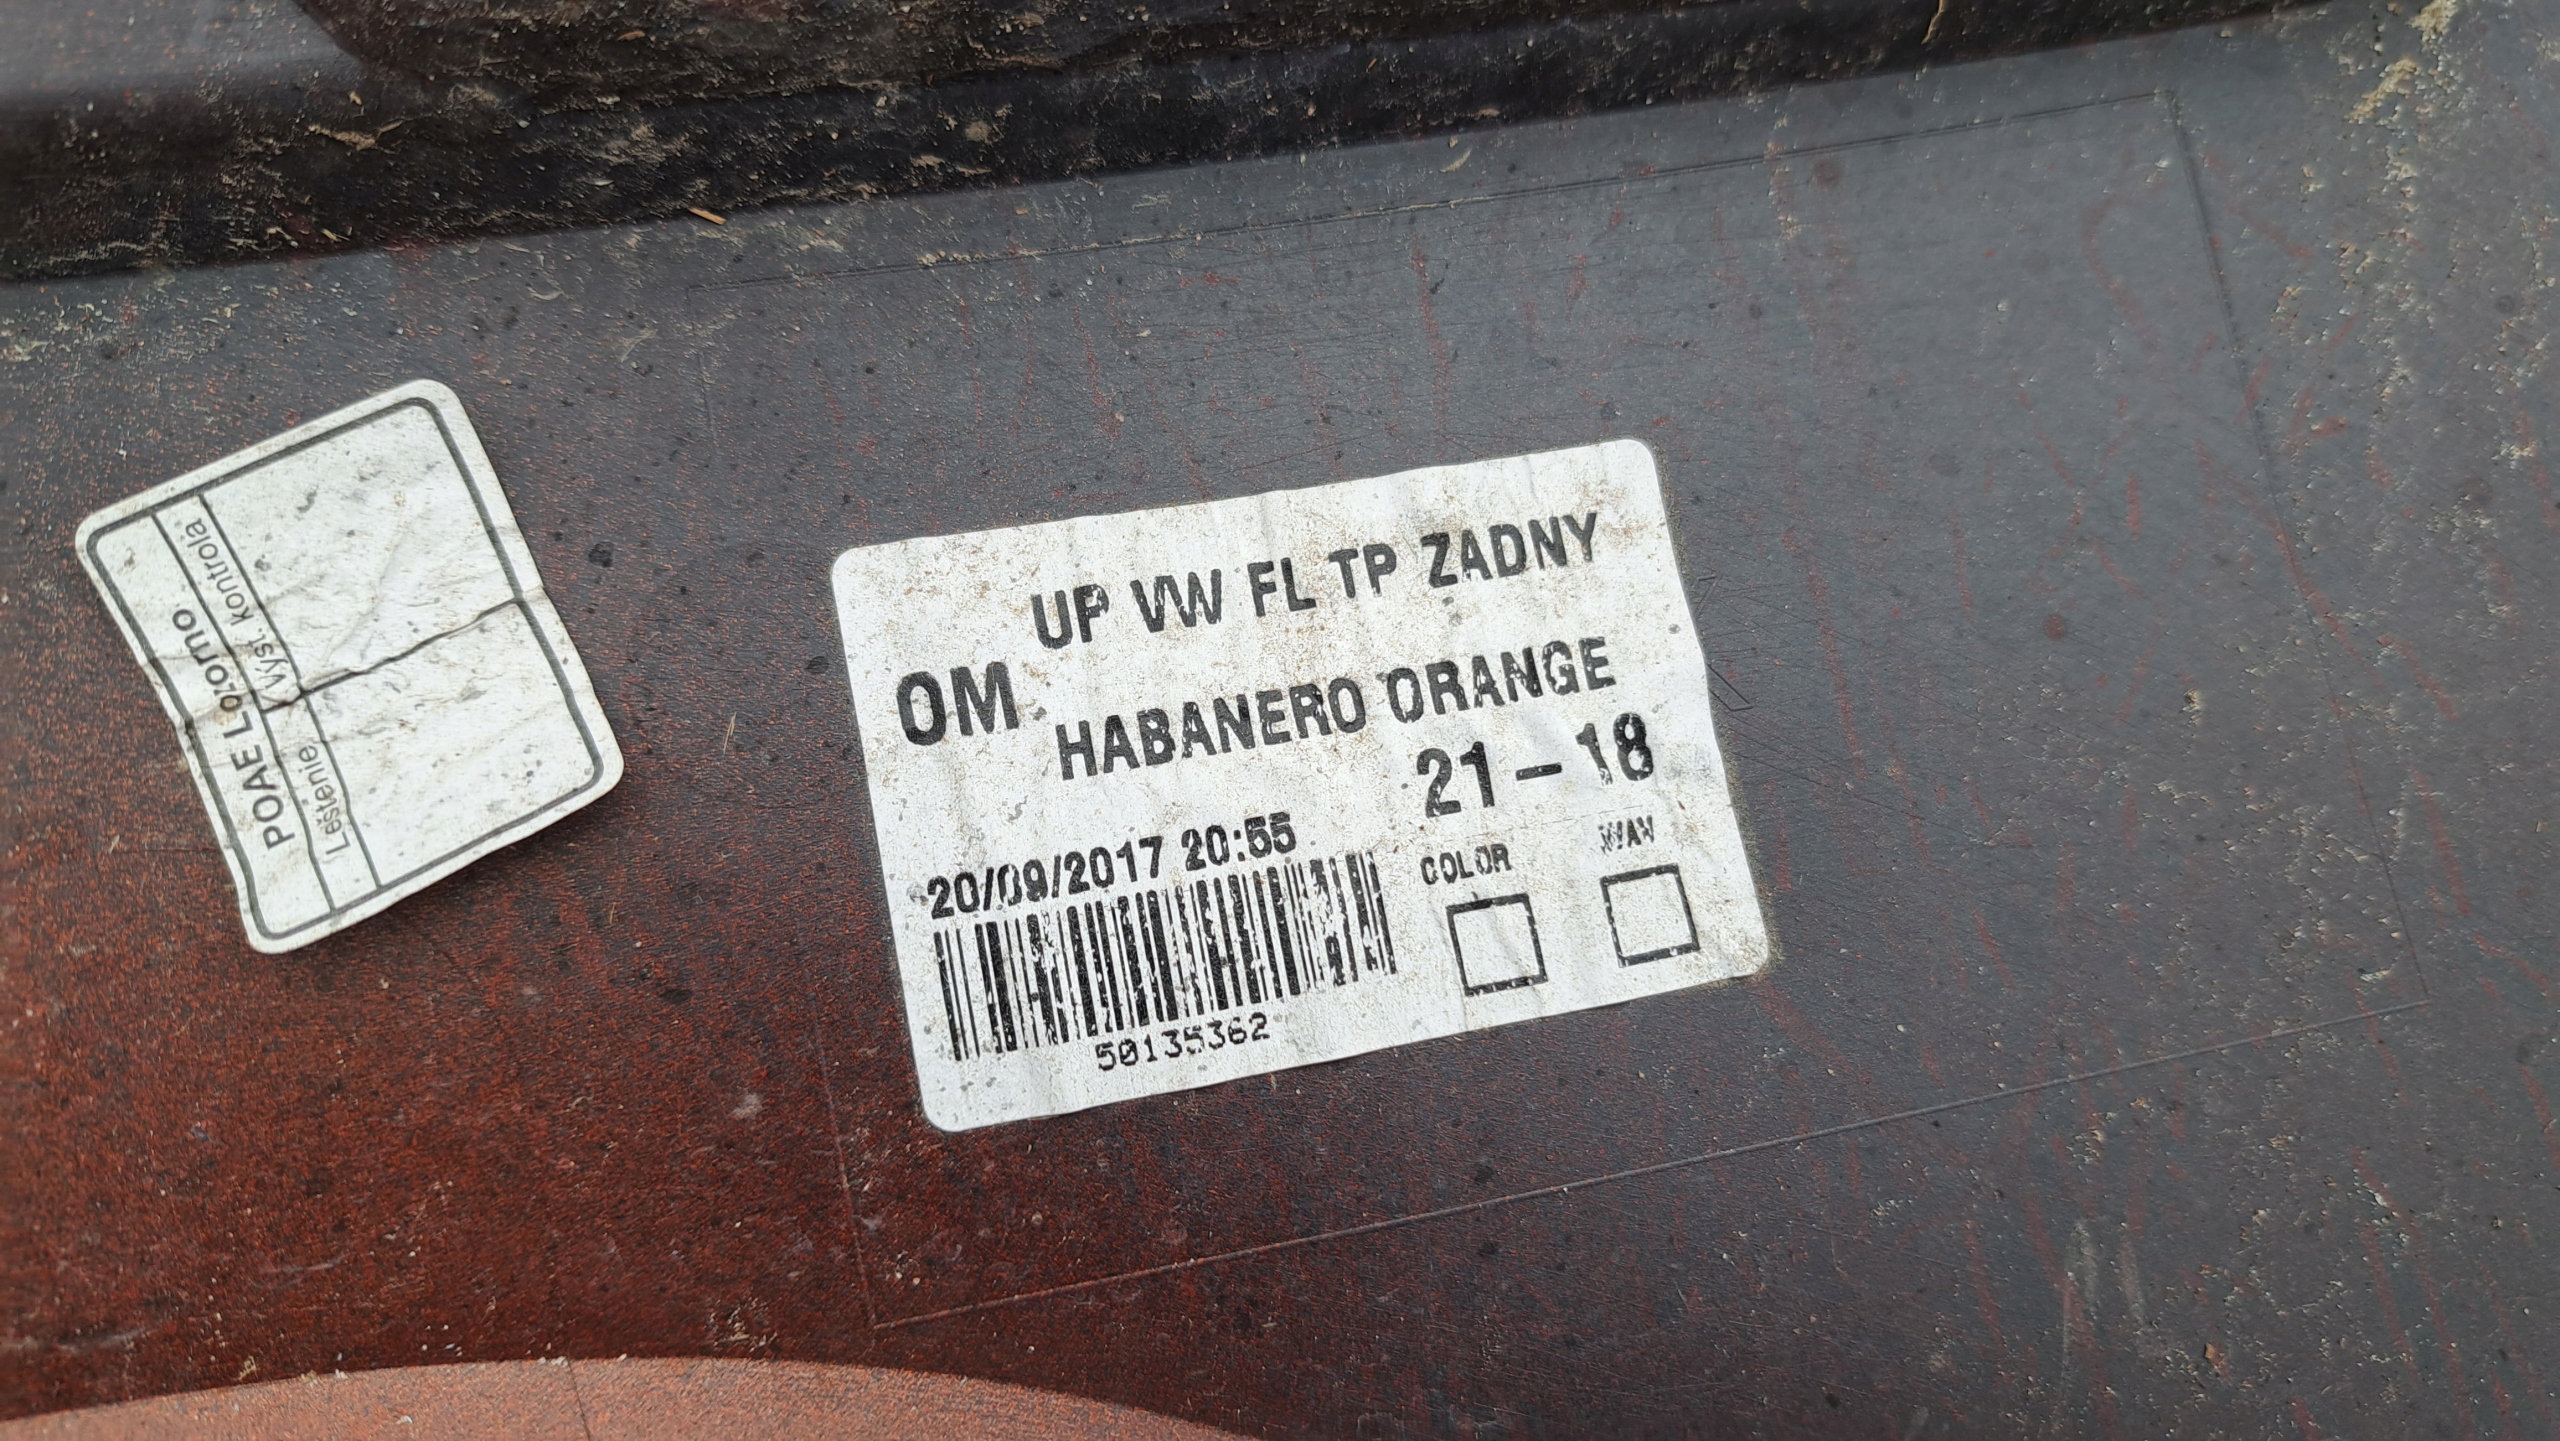 POAE Lozorno
Leštenie
Výst. kontrola
UP VW FL TP ZADNY
OM
HABANERO ORANGE
21-18
20/09/2017 20:55
COLOR
WAV
50135362